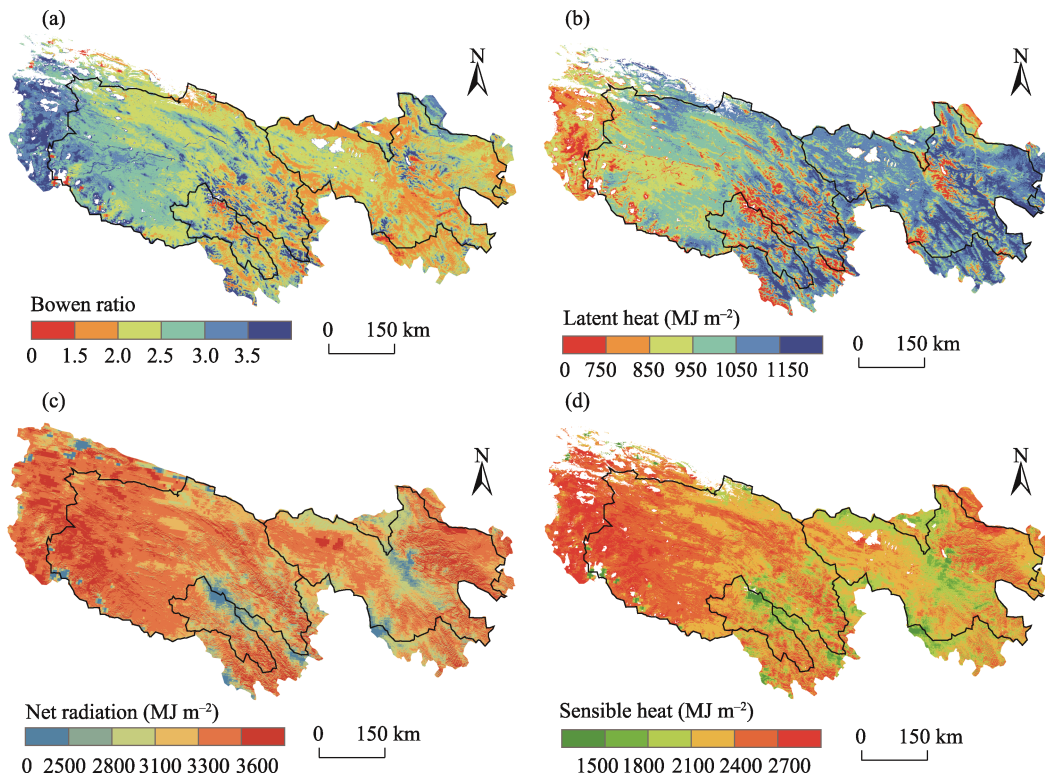 (a)
N
Bowen ratio
0 1.5 2.0 2.5 3.0 3.5
0 150 km
(b)
N
Latent heat (MJ m⁻²)
0 750 850 950 1050 1150
0 150 km
(c)
N
Net radiation (MJ m⁻²)
0 2500 2800 3100 3300 3600
0 150 km
(d)
N
Sensible heat (MJ m⁻²)
1500 1800 2100 2400 2700
0 150 km